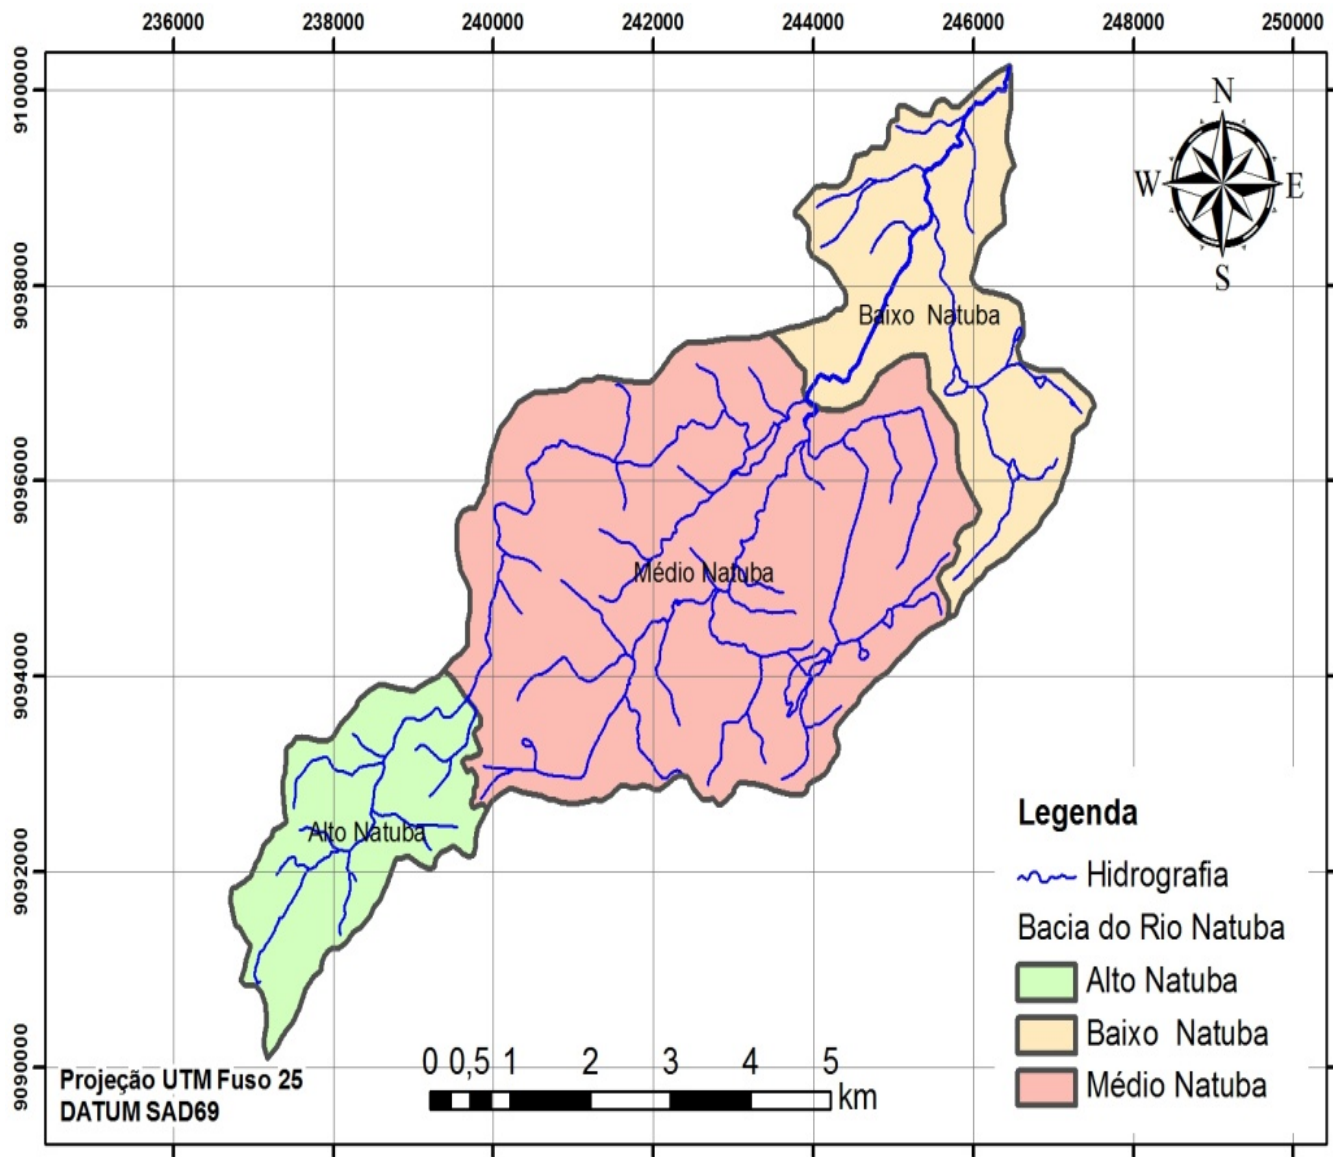 236000 238000 240000 242000 244000 246000 248000 250000
9100000
N
W E
S
9098000
Baixo  Natuba
9096000
Médio Natuba
9094000
Legenda
Alto Natuba
Hidrografia
9092000
Bacia do Rio Natuba
Alto Natuba
Baixo  Natuba
Médio Natuba
9090000
0 0,5 1 2 3 4 5
km
Projeção UTM Fuso 25
DATUM SAD69